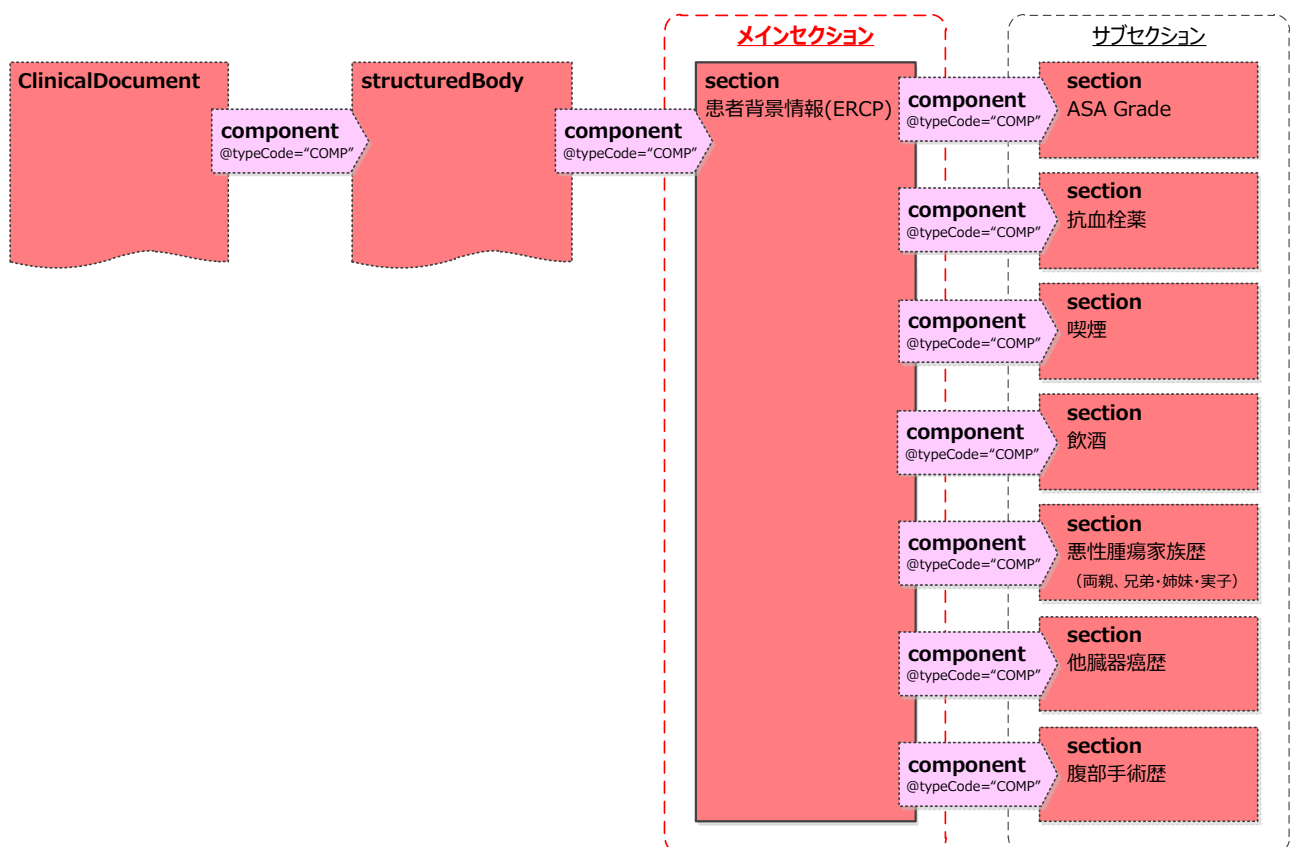 メインセクション
サブセクション
ClinicalDocument
component
@typeCode=“COMP”
structuredBody
component
@typeCode=“COMP”
section
患者背景情報(ERCP)
component
@typeCode=“COMP”
section
ASA Grade
component
@typeCode=“COMP”
section
抗血栓薬
component
@typeCode=“COMP”
section
喫煙
component
@typeCode=“COMP”
section
飲酒
component
@typeCode=“COMP”
section
悪性腫瘍家族歴
（両親、兄弟・姉妹・実子）
component
@typeCode=“COMP”
section
他臓器癌歴
component
@typeCode=“COMP”
section
腹部手術歴